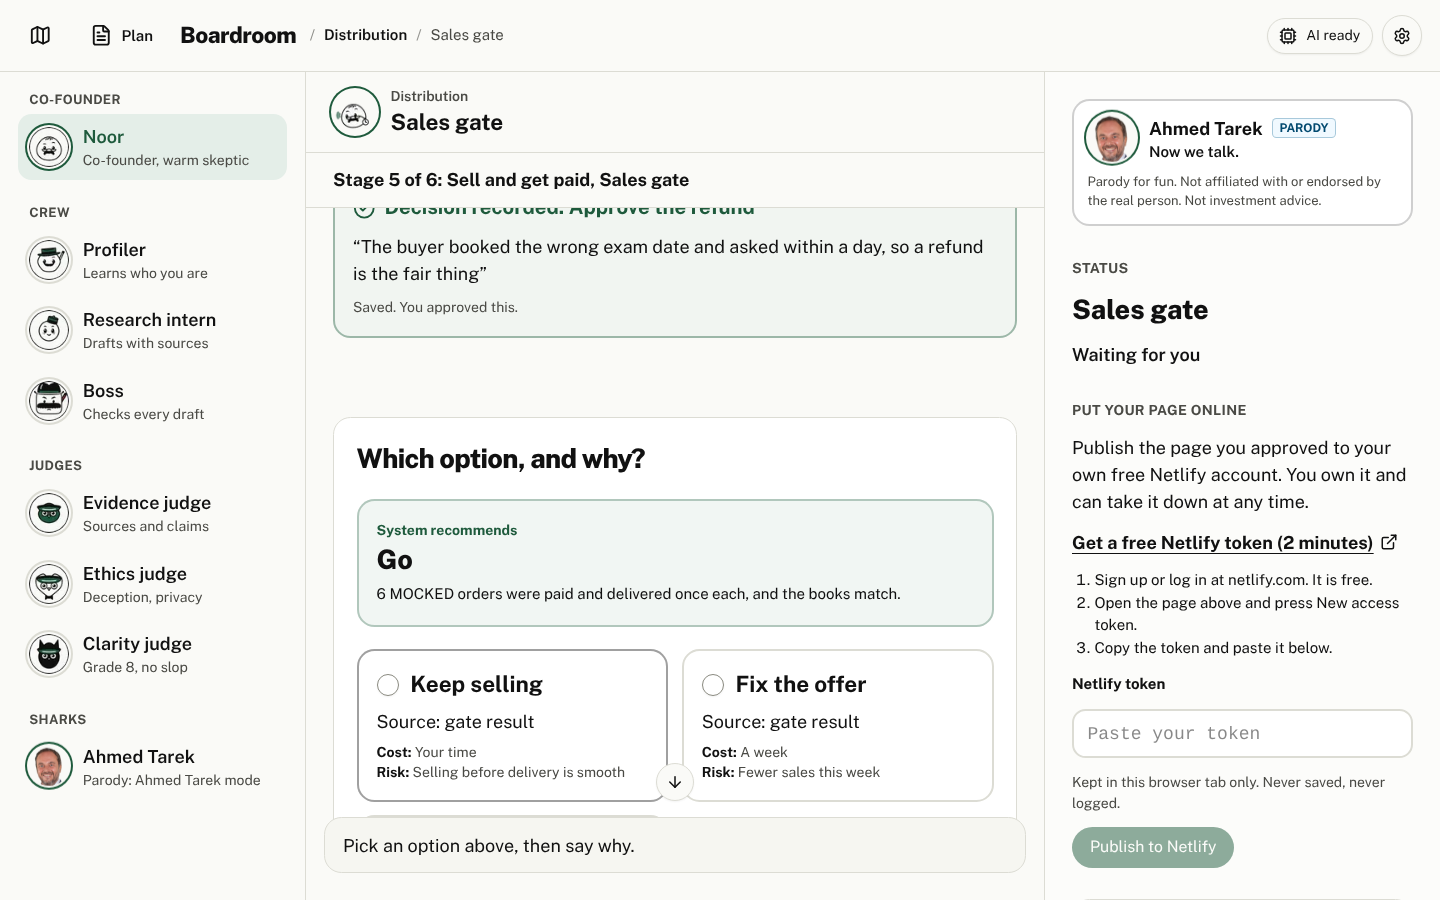 Plan
Boardroom / Distribution / Sales gate
AI ready
CO-FOUNDER
Noor
Co-founder, warm skeptic
CREW
Profiler
Learns who you are
Research intern
Drafts with sources
Boss
Checks every draft
JUDGES
Evidence judge
Sources and claims
Ethics judge
Deception, privacy
Clarity judge
Grade 8, no slop
SHARKS
Ahmed Tarek
Parody: Ahmed Tarek mode
Distribution
Sales gate
Stage 5 of 6: Sell and get paid, Sales gate
Decision recorded: Approve the refund
“The buyer booked the wrong exam date and asked within a day, so a refund
is the fair thing”
Saved. You approved this.
Which option, and why?
System recommends
Go
6 MOCKED orders were paid and delivered once each, and the books match.
Keep selling
Source: gate result
Cost: Your time
Risk: Selling before delivery is smooth
Fix the offer
Source: gate result
Cost: A week
Risk: Fewer sales this week
Pick an option above, then say why.
Ahmed Tarek PARODY
Now we talk.
Parody for fun. Not affiliated with or endorsed by
the real person. Not investment advice.
STATUS
Sales gate
Waiting for you
PUT YOUR PAGE ONLINE
Publish the page you approved to your
own free Netlify account. You own it and
can take it down at any time.
Get a free Netlify token (2 minutes)
1. Sign up or log in at netlify.com. It is free.
2. Open the page above and press New access
token.
3. Copy the token and paste it below.
Netlify token
Paste your token
Kept in this browser tab only. Never saved, never
logged.
Publish to Netlify